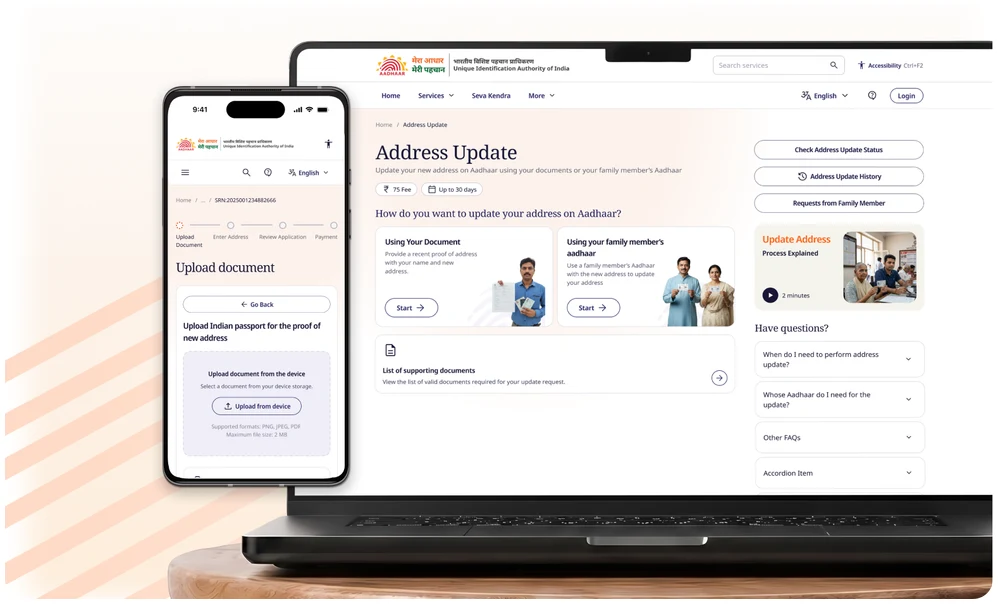 9:41
AADHAAR
मेरा आधार
मेरी पहचान
भारतीय विशिष्ट पहचान प्राधिकरण
Unique Identification Authority of India
English
Home / ... / SRN:2025001234882666
Upload
Document
Enter Address
Review Application
Payment
Upload document
Go Back
Upload Indian passport for the proof of
new address
Upload document from the device
Select a document from your device storage.
Upload from device
Supported formats: PNG, JPEG, PDF
Maximum file size: 2 MB
AADHAAR
मेरा आधार
मेरी पहचान
भारतीय विशिष्ट पहचान प्राधिकरण
Unique Identification Authority of India
Search services
Accessibility Ctrl+F2
Home
Services
Seva Kendra
More
English
Login
Home / Address Update
Address Update
Update your new address on Aadhaar using your documents or your family member's Aadhaar
₹ 75 Fee
Up to 30 days
How do you want to update your address on Aadhaar?
Using Your Document
Provide a recent proof of address
with your name and new
address.
Start
Using your family member's
aadhaar
Use a family member's Aadhaar
with the new address to update
your address
Start
List of supporting documents
View the list of valid documents required for your update request.
Check Address Update Status
Address Update History
Requests from Family Member
Update Address
Process Explained
2 minutes
Have questions?
When do I need to perform address
update?
Whose Aadhaar do I need for the
update?
Other FAQs
Accordion Item